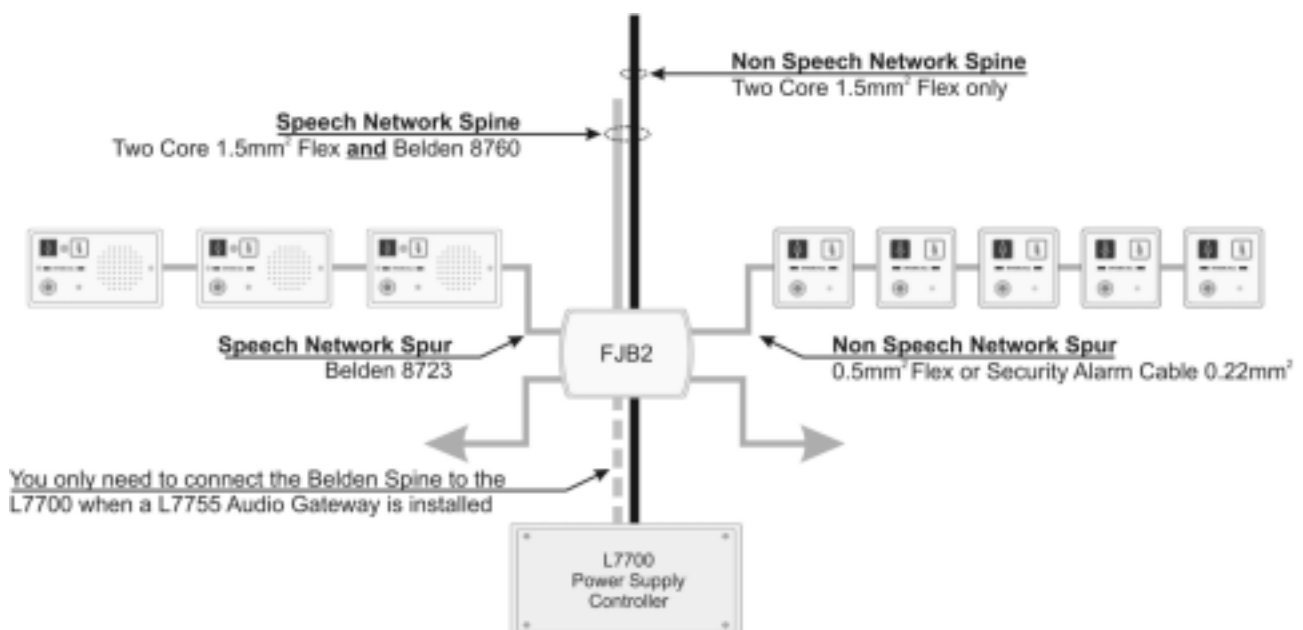 Non Speech Network Spine
Two Core 1.5mm² Flex only
Speech Network Spine
Two Core 1.5mm² Flex and Belden 8760
Speech Network Spur
Belden 8723
FJB2
Non Speech Network Spur
0.5mm² Flex or Security Alarm Cable 0.22mm²
You only need to connect the Belden Spine to the
L7700 when a L7755 Audio Gateway is installed
L7700
Power Supply
Controller